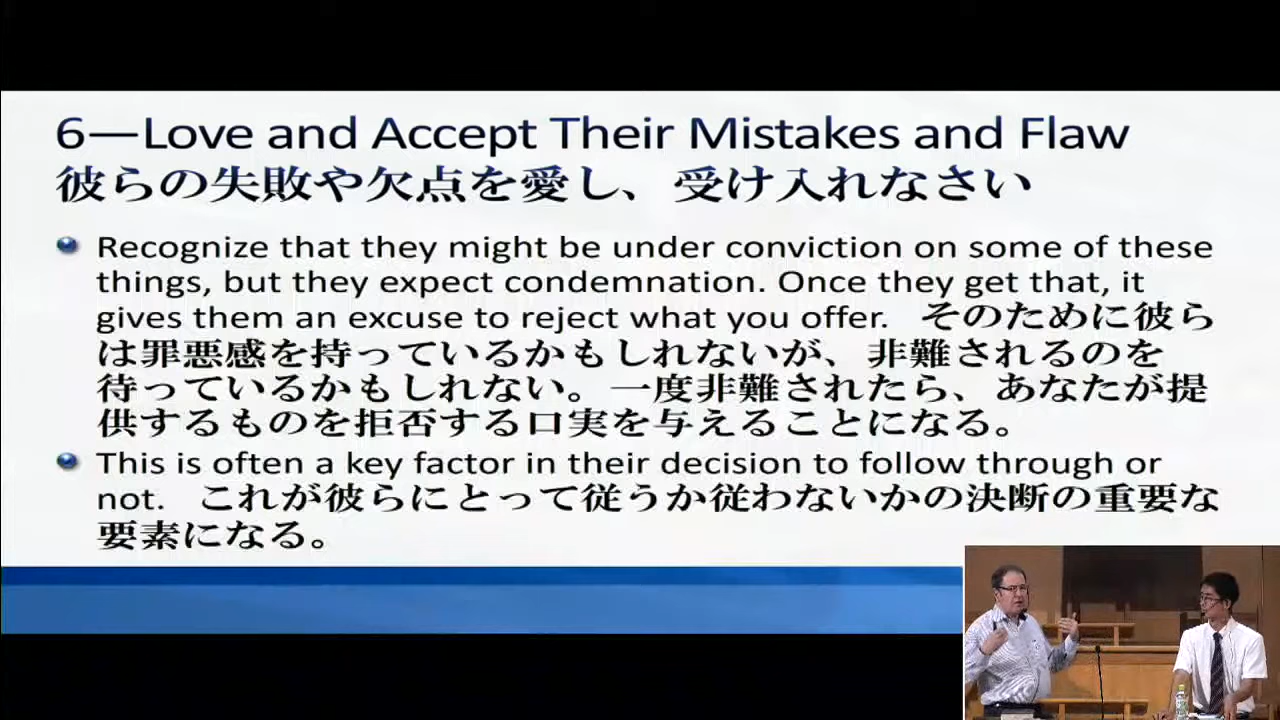 6—Love and Accept Their Mistakes and Flaw
彼らの失敗や欠点を愛し、受け入れなさい
Recognize that they might be under conviction on some of these
things, but they expect condemnation. Once they get that, it
gives them an excuse to reject what you offer. そのために彼ら
は罪悪感を持っているかもしれないが、非難されるのを
待っているかもしれない。一度非難されたら、あなたが提
供するものを拒否する口実を与えることになる。
This is often a key factor in their decision to follow through or
not. これが彼らにとって従うか従わないかの決断の重要な
要素になる。